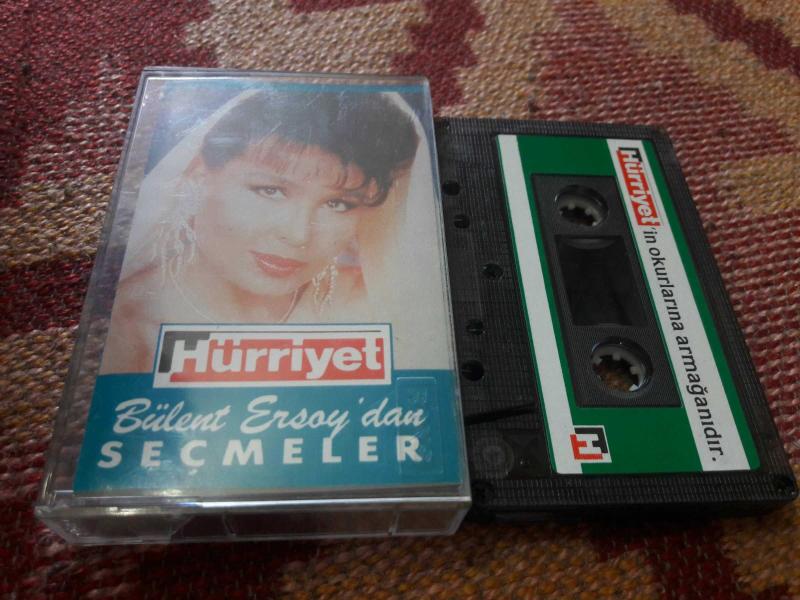 Hürriyet
Bülent Ersoy'dan
SEÇMELER
Hürriyet'in okurlarına armağanıdır.
H